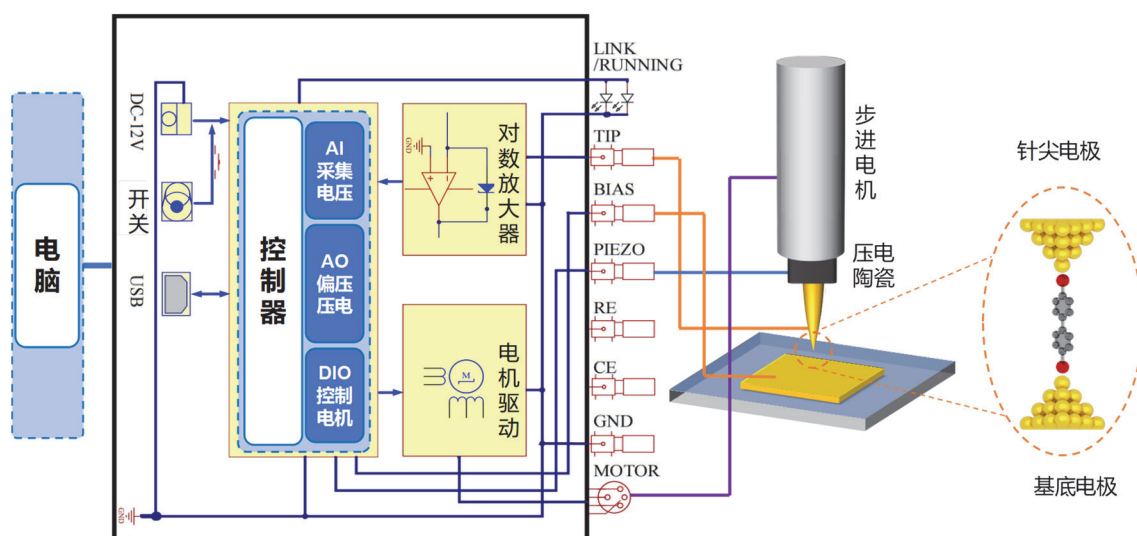 电脑
DC-12V
开关
USB
GND
控制器
AI
采集
电压
AO
偏压
压电
DIO
控制
电机
GND
对数放大器
M
电机驱动
LINK
/RUNNING
TIP
BIAS
PIEZO
RE
CE
GND
MOTOR
步进电机
压电
陶瓷
针尖电极
基底电极